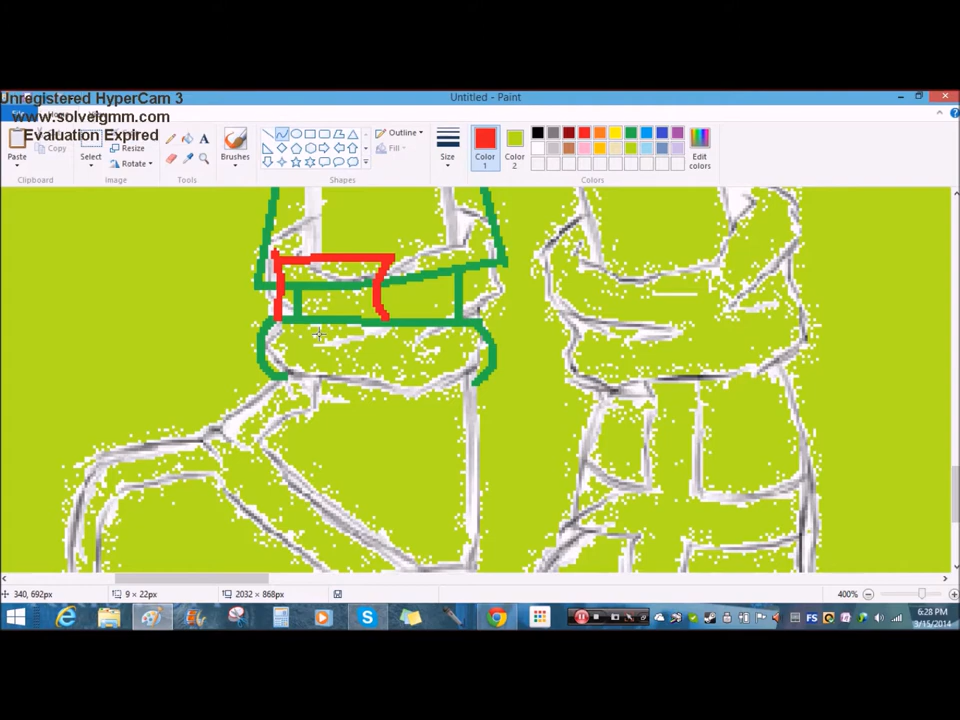 Unregistered HyperCam 3
Untitled - Paint
www.solveigmm.com
Evaluation Expired
Paste
Copy
Select
Resize
Rotate
Brushes
Outline
Fill
Size
Color 1
Color 2
Edit colors
Clipboard
Image
Tools
Shapes
Colors
340, 692px
9 × 22px
2032 × 868px
400%
FS
6:28 PM
3/15/2014